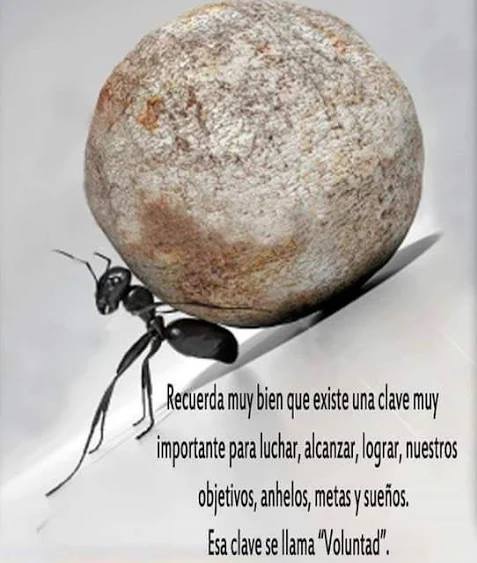 Recuerda muy bien que existe una clave muy
importante para luchar, alcanzar, lograr, nuestros
objetivos, anhelos, metas y sueños.
Esa clave se llama "Voluntad".